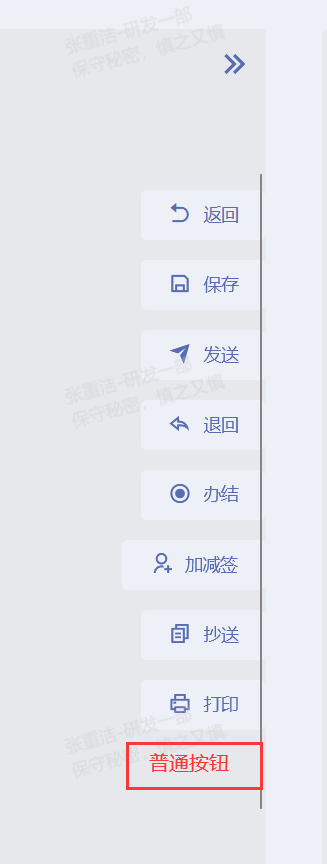 张重洁-研发一部
保守秘密，慎之又慎
返回
保存
发送
张重洁-研发一部
保守秘密，慎之又慎
退回
办结
加减签
抄送
打印
张重洁-研发一部
保守秘密，慎之又慎
普通按钮